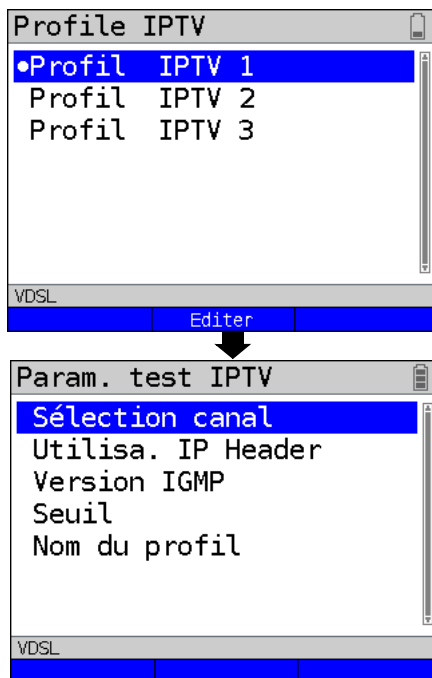 Profile IPTV
•Profil IPTV 1
Profil IPTV 2
Profil IPTV 3
VDSL
Editer
Param. test IPTV
Sélection canal
Utilisa. IP Header
Version IGMP
Seuil
Nom du profil
VDSL